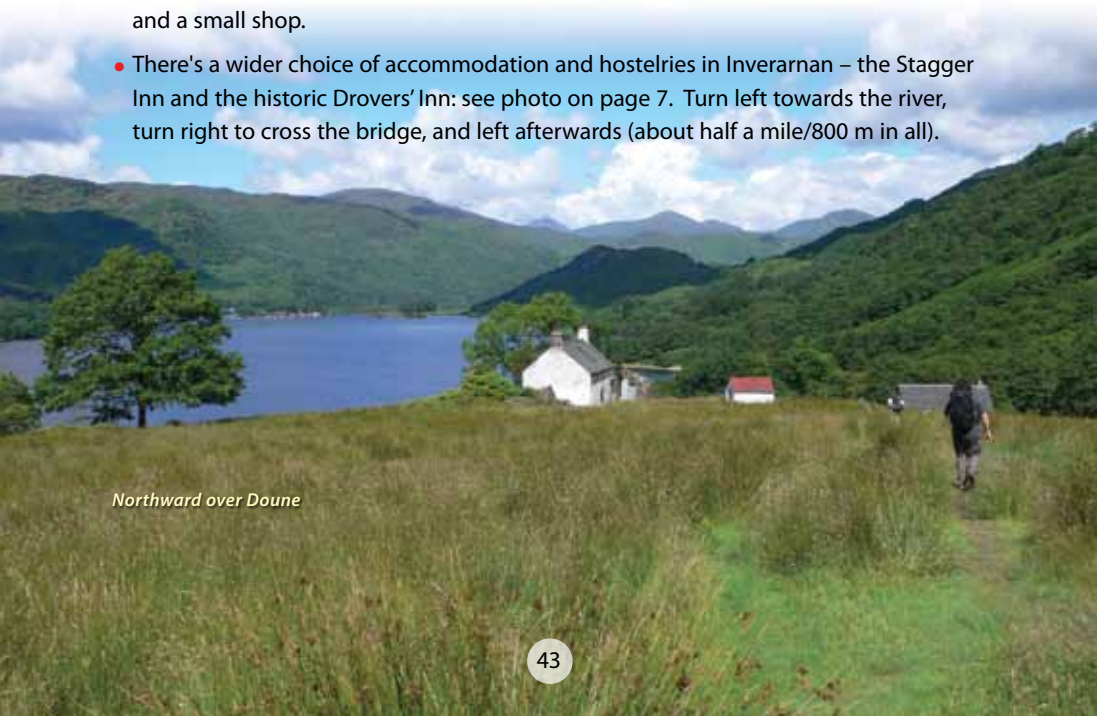 and a small shop.
• There's a wider choice of accommodation and hostelries in Inverarnan – the Stagger
Inn and the historic Drovers' Inn: see photo on page 7. Turn left towards the river,
turn right to cross the bridge, and left afterwards (about half a mile/800 m in all).
Northward over Doune
43